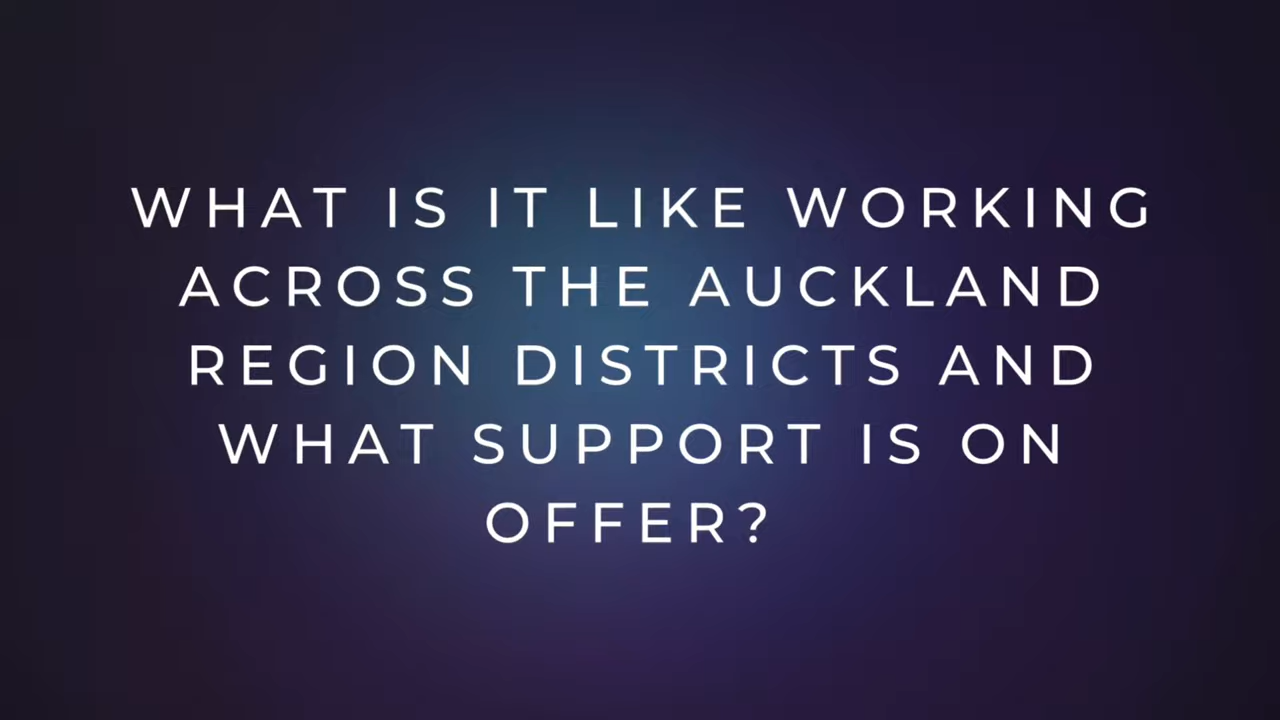 WHAT IS IT LIKE WORKING
ACROSS THE AUCKLAND
REGION DISTRICTS AND
WHAT SUPPORT IS ON
OFFER?